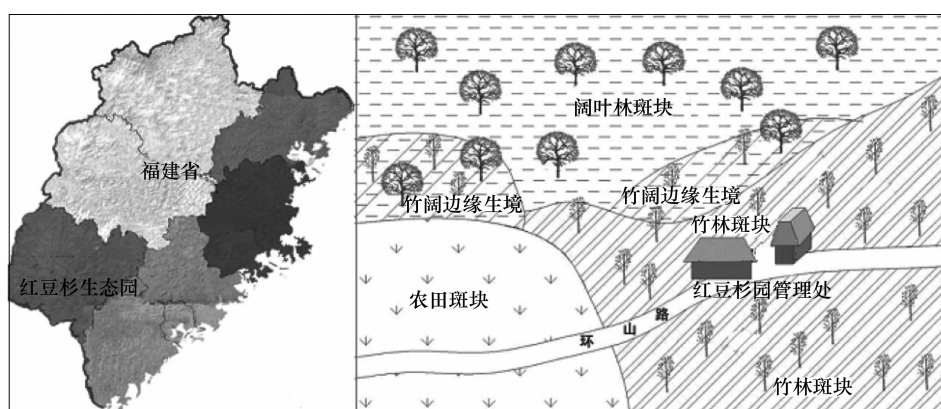 福建省
红豆杉生态园
阔叶林斑块
竹阔边缘生境
竹阔边缘生境
竹林斑块
农田斑块
红豆杉园管理处
环山路
竹林斑块